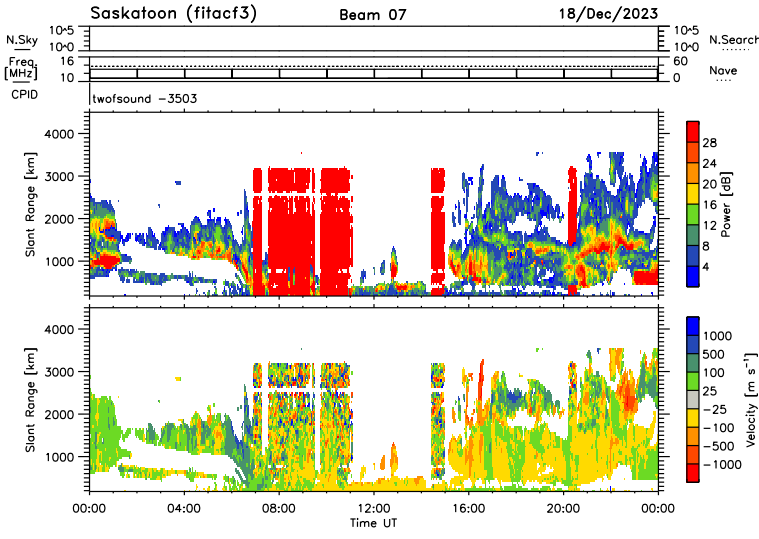 Saskatoon (fitacf3) Beam 07 18/Dec/2023
N.Sky 10^5 10^0 10^5 10^0 N.Search
Freq. [MHz] 16 10 60 0 Nave
CPID twofsound -3503
4000
3000
2000
1000
Slant Range [km]
28
24
20
16
12
8
4
Power [dB]
4000
3000
2000
1000
Slant Range [km]
1000
500
100
25
-25
-100
-500
-1000
Velocity [m s⁻¹]
00:00 04:00 08:00 12:00 16:00 20:00 00:00
Time UT